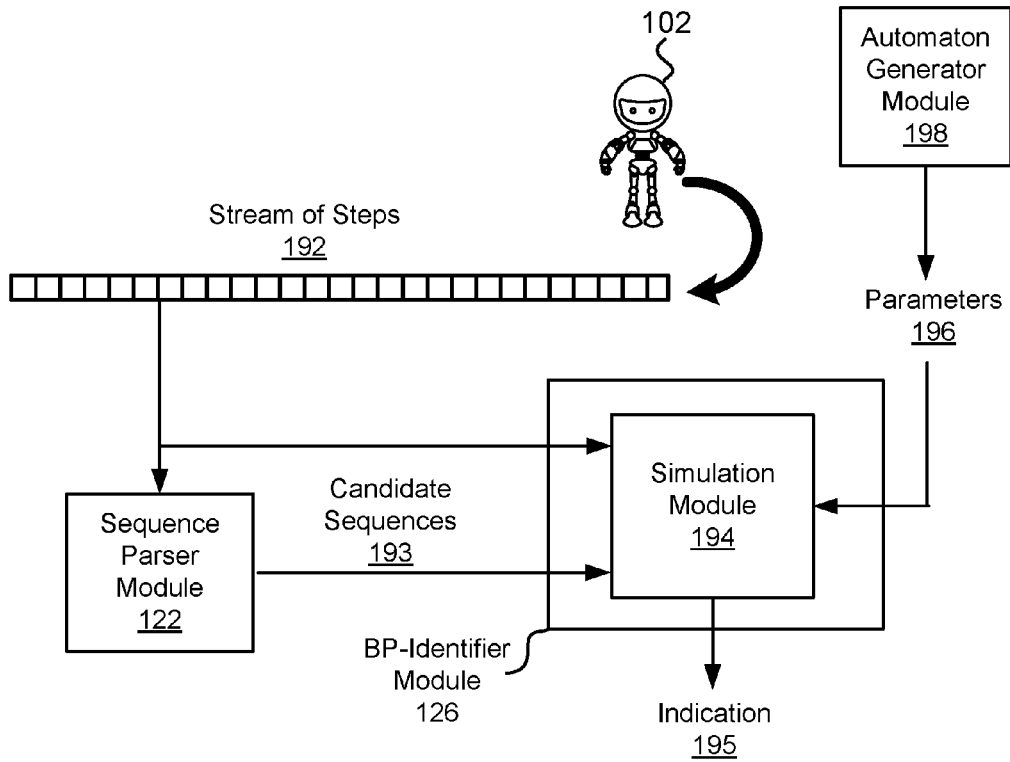 102
Automaton
Generator
Module
198
Stream of Steps
192
Parameters
196
Candidate
Sequences
193
Simulation
Module
194
Sequence
Parser
Module
122
BP-Identifier
Module
126
Indication
195